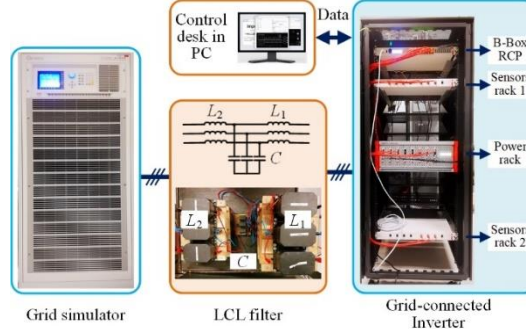 Control
desk in
PC
Data
B-Box
RCP
Sensor
rack 1
L₂
L₁
C
Power
rack
L₂
L₁
C
Sensor
rack 2
Grid simulator
LCL filter
Grid-connected
Inverter